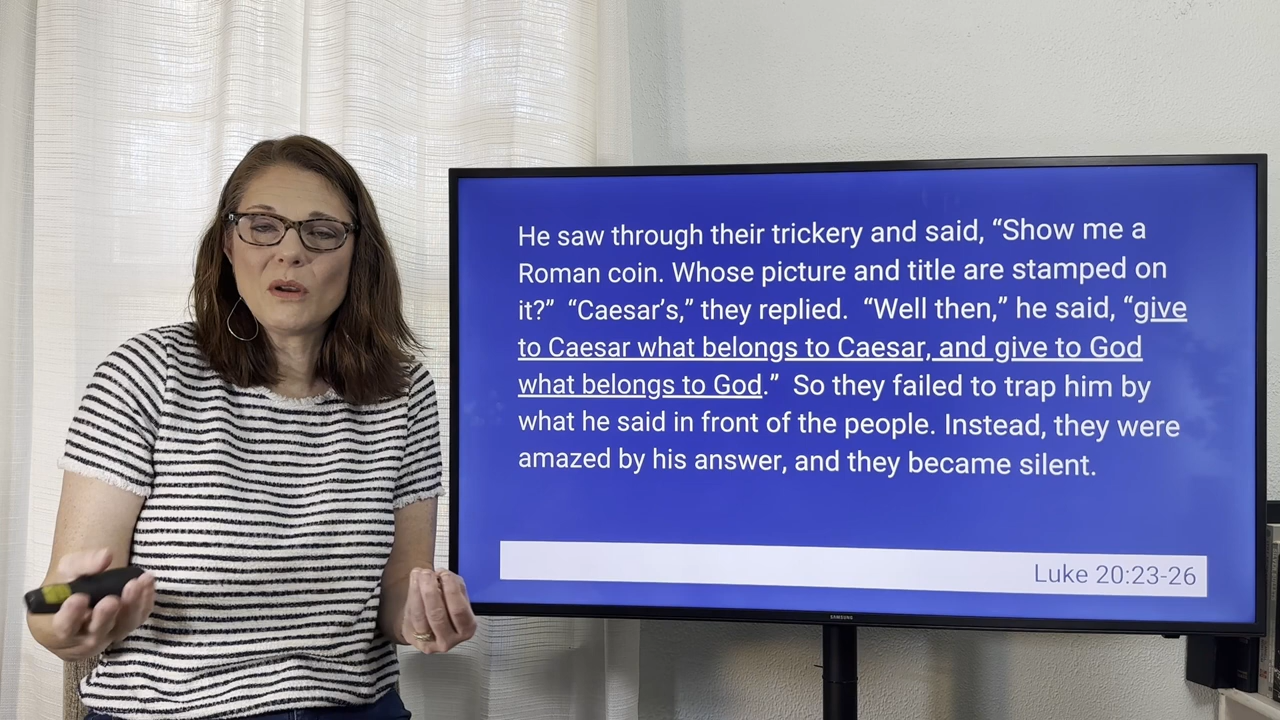 He saw through their trickery and said, “Show me a
Roman coin. Whose picture and title are stamped on
it?”  “Caesar’s,” they replied.  “Well then,” he said, “give
to Caesar what belongs to Caesar, and give to God
what belongs to God.”  So they failed to trap him by
what he said in front of the people. Instead, they were
amazed by his answer, and they became silent.
Luke 20:23-26
SAMSUNG